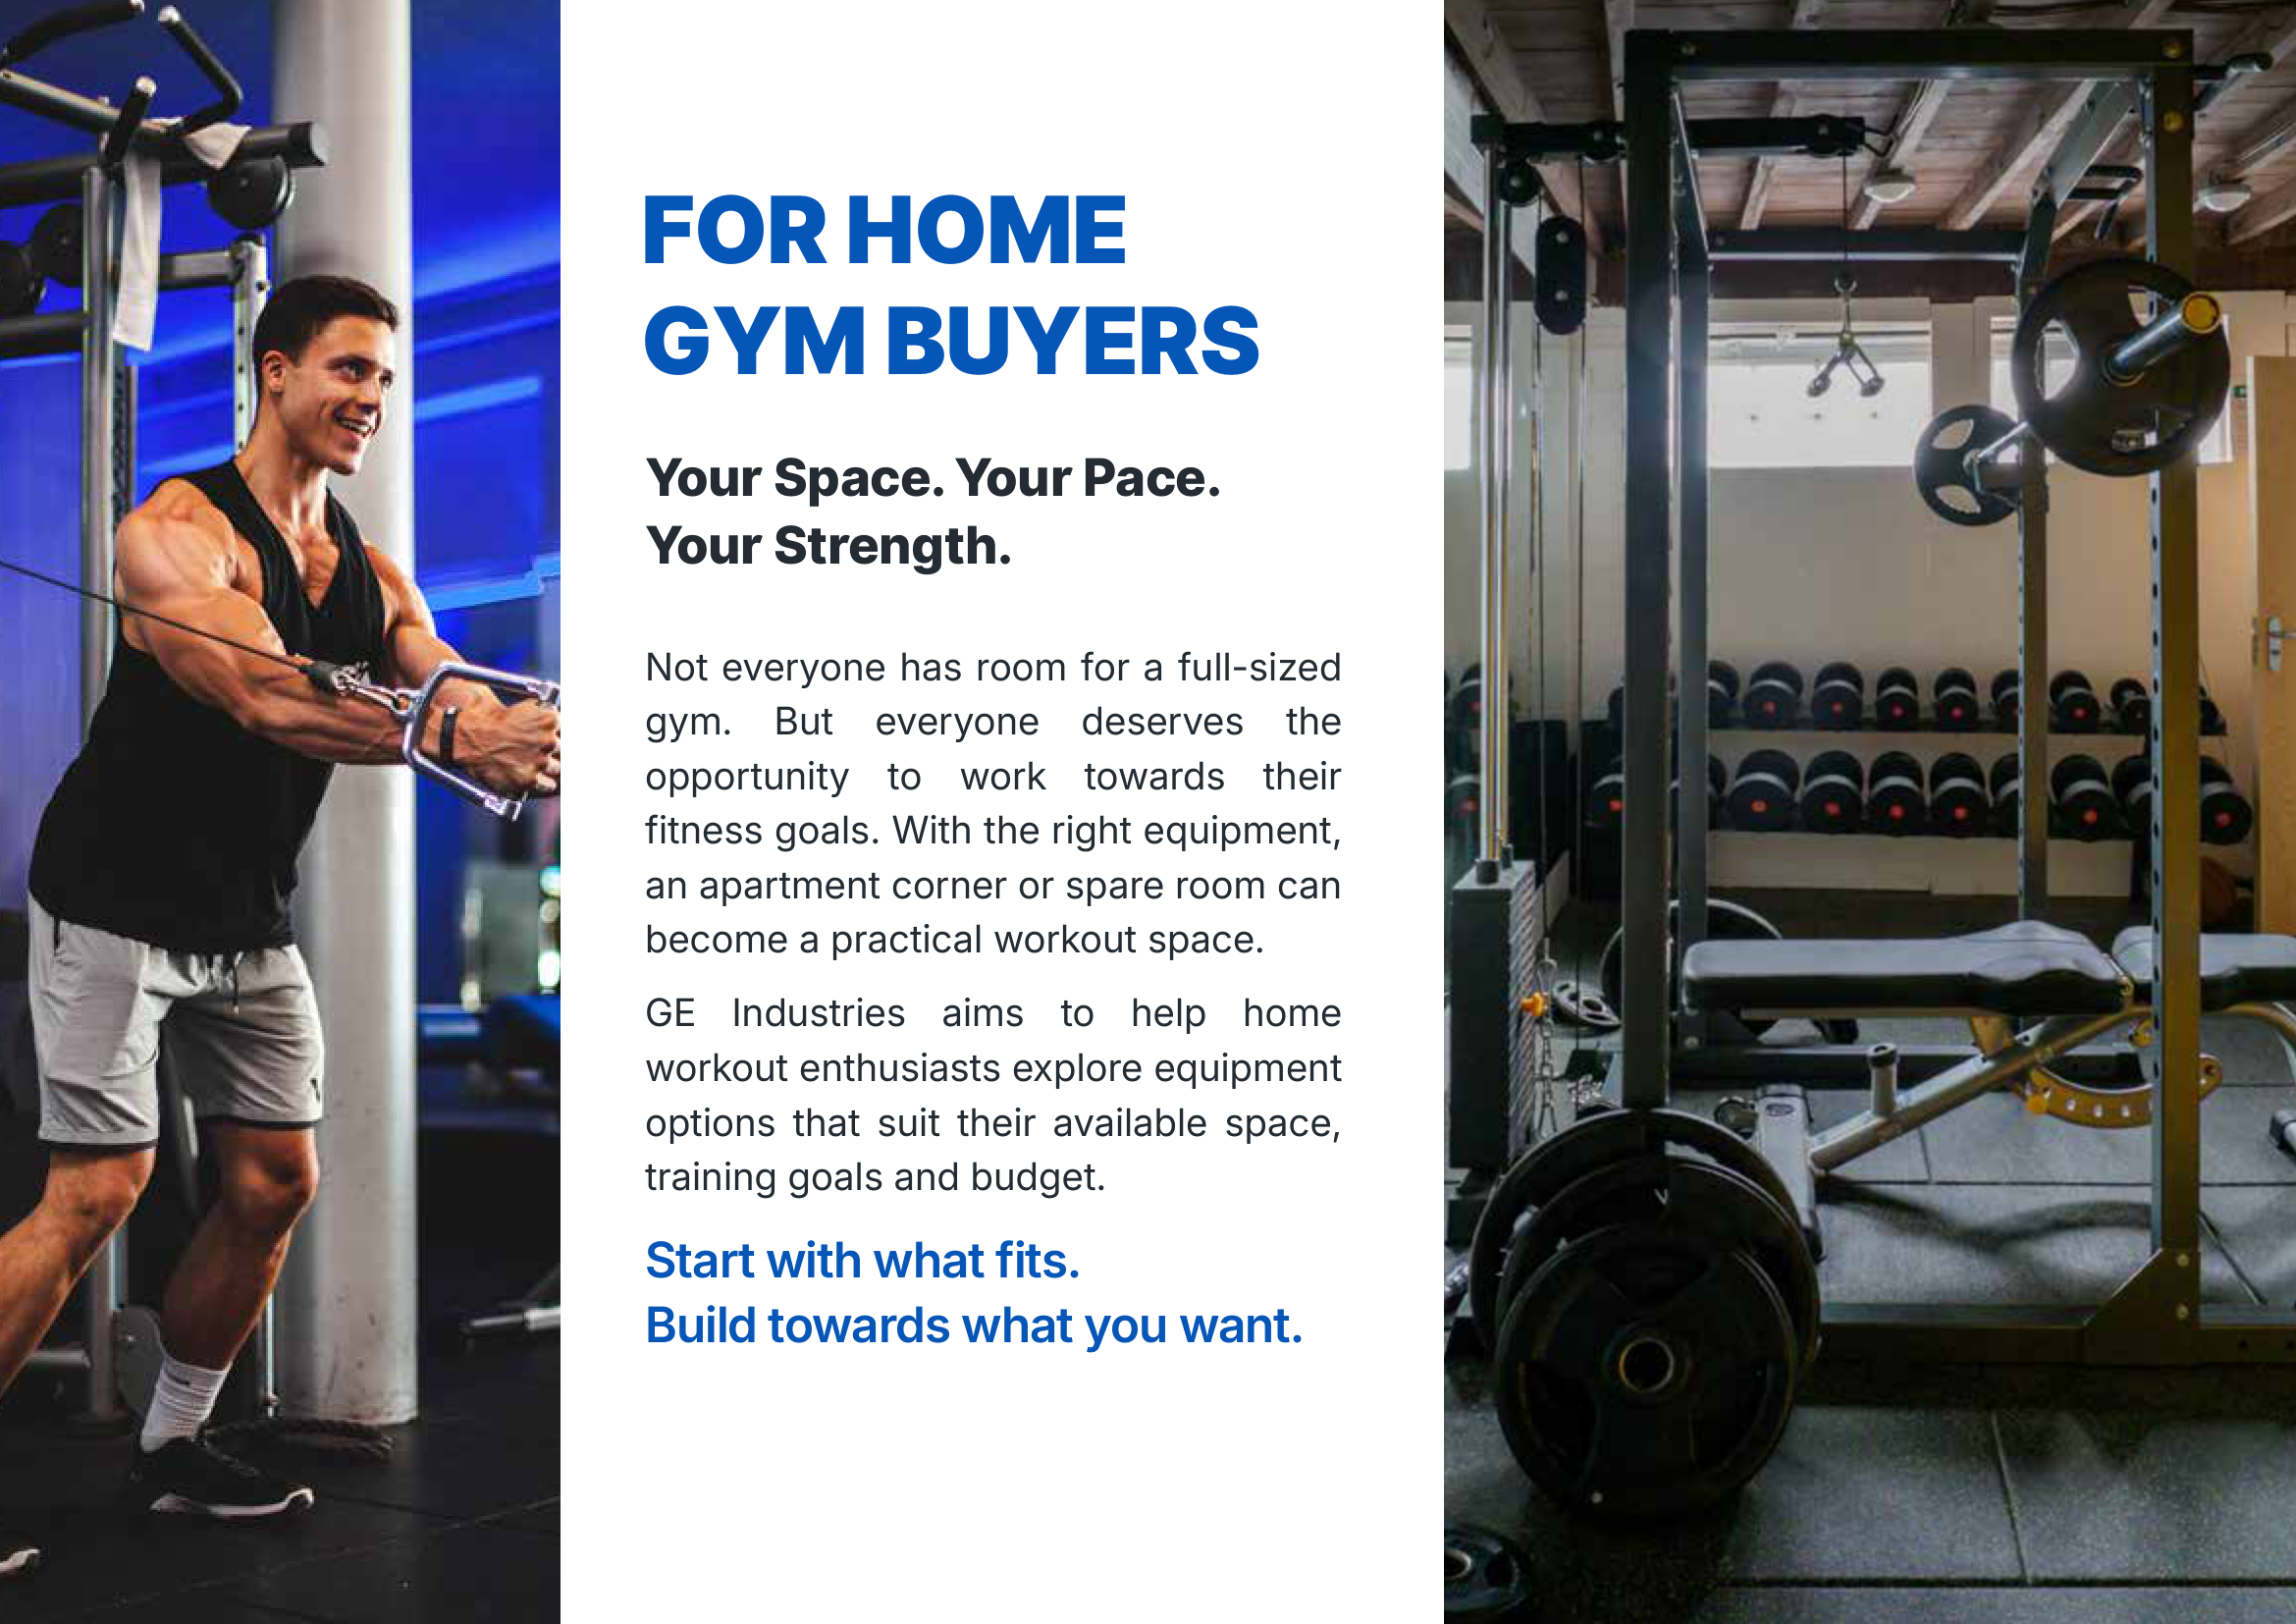 FOR HOME
GYM BUYERS
Your Space. Your Pace.
Your Strength.
Not everyone has room for a full-sized
gym. But everyone deserves the
opportunity to work towards their
fitness goals. With the right equipment,
an apartment corner or spare room can
become a practical workout space.
GE Industries aims to help home
workout enthusiasts explore equipment
options that suit their available space,
training goals and budget.
Start with what fits.
Build towards what you want.